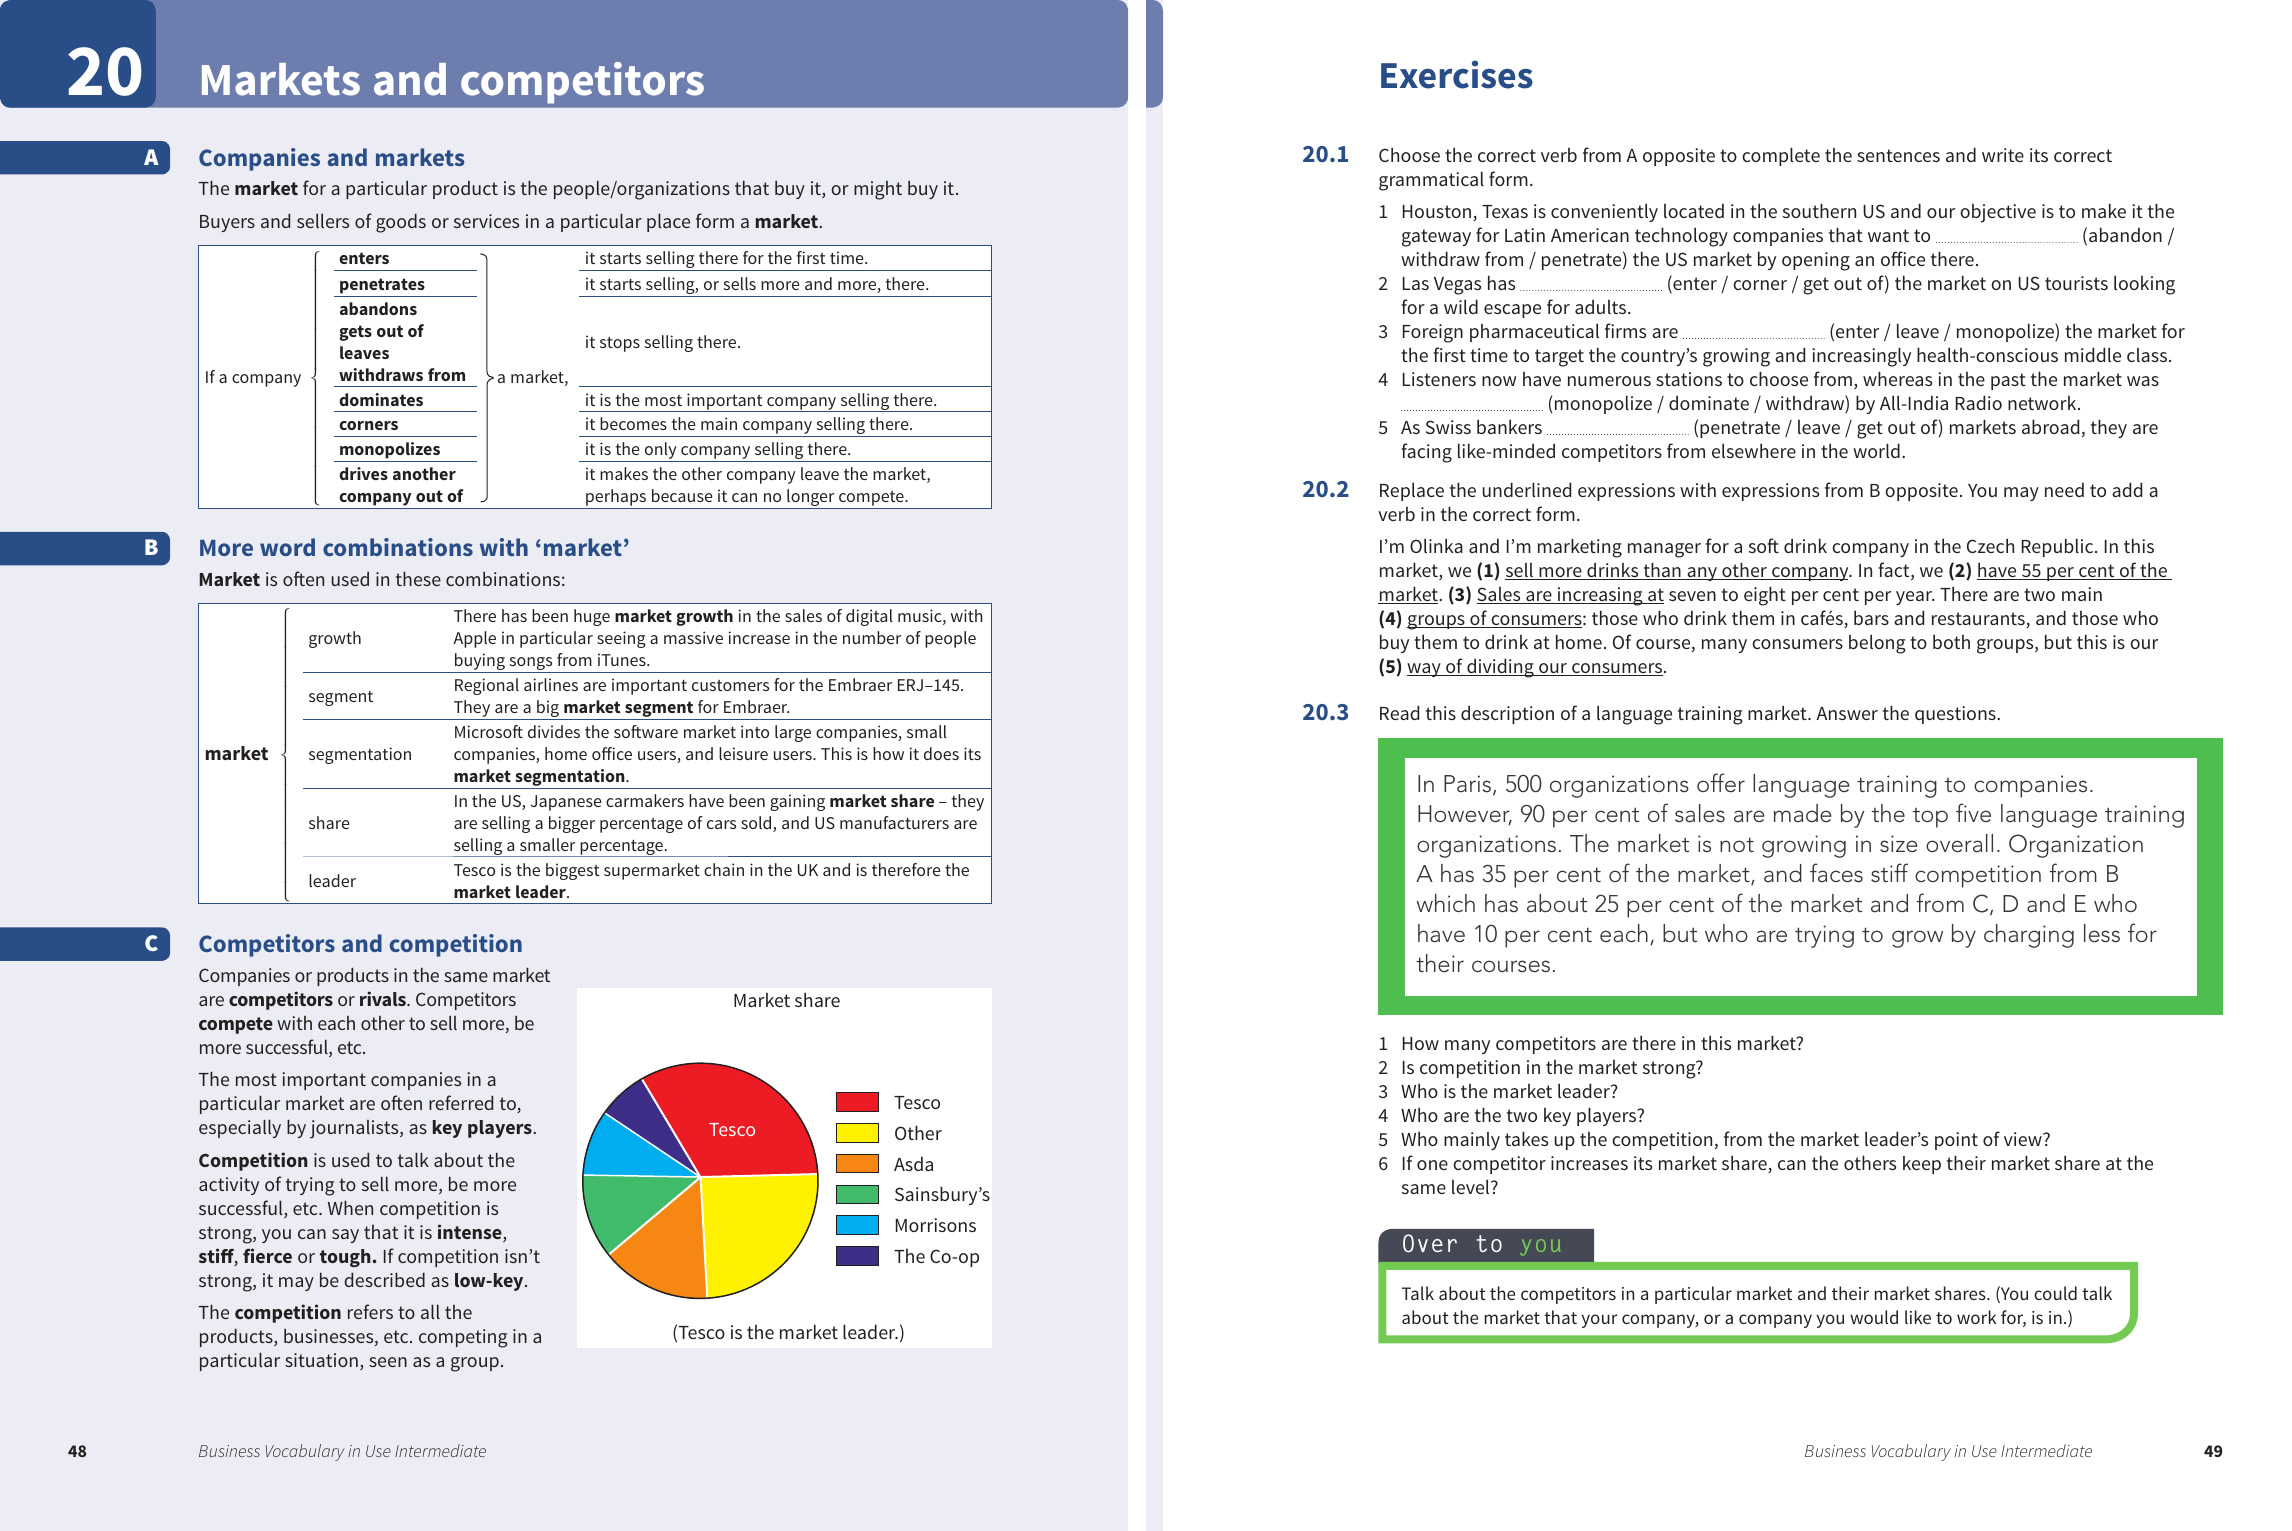 20
Markets and competitors
A
Companies and markets
The market for a particular product is the people/organizations that buy it, or might buy it.
Buyers and sellers of goods or services in a particular place form a market.
If a company
enters
penetrates
abandons
gets out of
leaves
withdraws from
dominates
corners
monopolizes
drives another
company out of
a market,
it starts selling there for the first time.
it starts selling, or sells more and more, there.
it stops selling there.
it is the most important company selling there.
it becomes the main company selling there.
it is the only company selling there.
it makes the other company leave the market,
perhaps because it can no longer compete.
B
More word combinations with ‘market’
Market is often used in these combinations:
market
growth
There has been huge market growth in the sales of digital music, with
Apple in particular seeing a massive increase in the number of people
buying songs from iTunes.
segment
Regional airlines are important customers for the Embraer ERJ–145.
They are a big market segment for Embraer.
segmentation
Microsoft divides the software market into large companies, small
companies, home office users, and leisure users. This is how it does its
market segmentation.
share
In the US, Japanese carmakers have been gaining market share – they
are selling a bigger percentage of cars sold, and US manufacturers are
selling a smaller percentage.
leader
Tesco is the biggest supermarket chain in the UK and is therefore the
market leader.
C
Competitors and competition
Companies or products in the same market
are competitors or rivals. Competitors
compete with each other to sell more, be
more successful, etc.
The most important companies in a
particular market are often referred to,
especially by journalists, as key players.
Competition is used to talk about the
activity of trying to sell more, be more
successful, etc. When competition is
strong, you can say that it is intense,
stiff, fierce or tough. If competition isn’t
strong, it may be described as low-key.
The competition refers to all the
products, businesses, etc. competing in a
particular situation, seen as a group.
Market share
Tesco
Tesco
Other
Asda
Sainsbury’s
Morrisons
The Co-op
(Tesco is the market leader.)
48
Business Vocabulary in Use Intermediate
Exercises
20.1
Choose the correct verb from A opposite to complete the sentences and write its correct
grammatical form.
1 Houston, Texas is conveniently located in the southern US and our objective is to make it the
gateway for Latin American technology companies that want to .................... (abandon /
withdraw from / penetrate) the US market by opening an office there.
2 Las Vegas has .................... (enter / corner / get out of) the market on US tourists looking
for a wild escape for adults.
3 Foreign pharmaceutical firms are .................... (enter / leave / monopolize) the market for
the first time to target the country’s growing and increasingly health-conscious middle class.
4 Listeners now have numerous stations to choose from, whereas in the past the market was
.................... (monopolize / dominate / withdraw) by All-India Radio network.
5 As Swiss bankers .................... (penetrate / leave / get out of) markets abroad, they are
facing like-minded competitors from elsewhere in the world.
20.2
Replace the underlined expressions with expressions from B opposite. You may need to add a
verb in the correct form.
I’m Olinka and I’m marketing manager for a soft drink company in the Czech Republic. In this
market, we (1) sell more drinks than any other company. In fact, we (2) have 55 per cent of the
market. (3) Sales are increasing at seven to eight per cent per year. There are two main
(4) groups of consumers: those who drink them in cafés, bars and restaurants, and those who
buy them to drink at home. Of course, many consumers belong to both groups, but this is our
(5) way of dividing our consumers.
20.3
Read this description of a language training market. Answer the questions.
In Paris, 500 organizations offer language training to companies.
However, 90 per cent of sales are made by the top five language training
organizations. The market is not growing in size overall. Organization
A has 35 per cent of the market, and faces stiff competition from B
which has about 25 per cent of the market and from C, D and E who
have 10 per cent each, but who are trying to grow by charging less for
their courses.
1 How many competitors are there in this market?
2 Is competition in the market strong?
3 Who is the market leader?
4 Who are the two key players?
5 Who mainly takes up the competition, from the market leader’s point of view?
6 If one competitor increases its market share, can the others keep their market share at the
same level?
Over to you
Talk about the competitors in a particular market and their market shares. (You could talk
about the market that your company, or a company you would like to work for, is in.)
Business Vocabulary in Use Intermediate
49